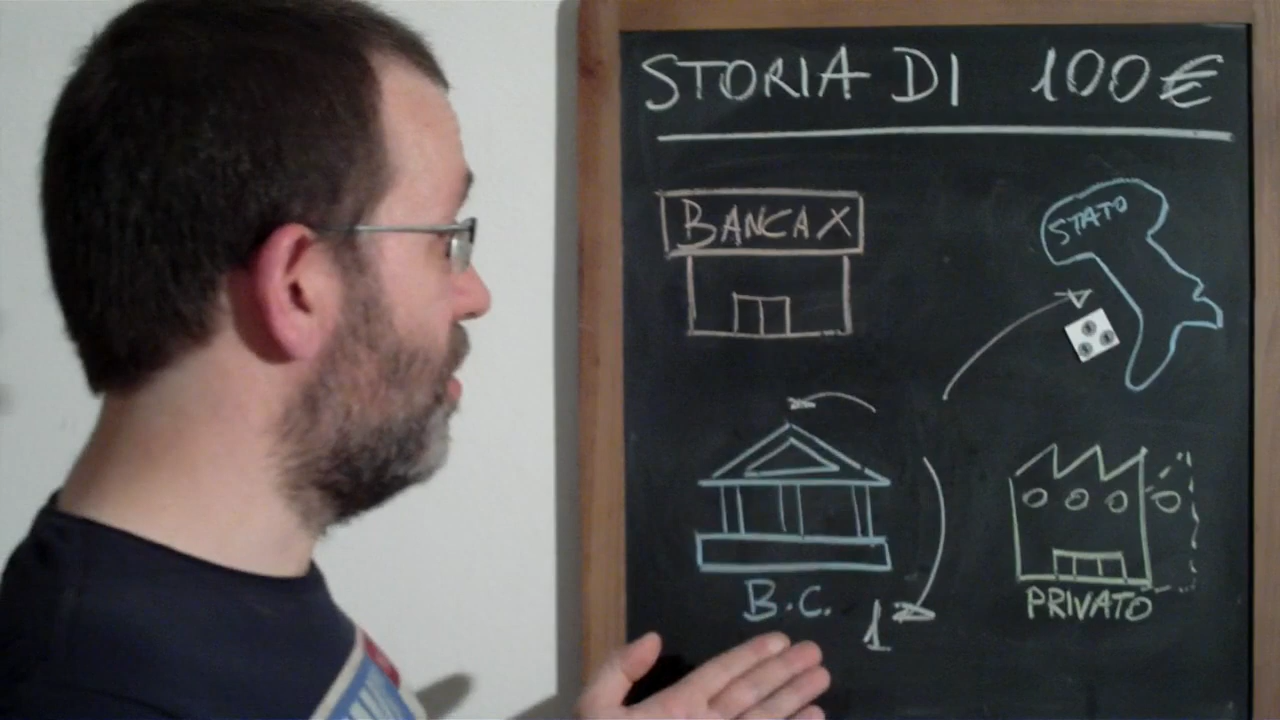 STORIA DI 100€
BANCA X
STATO
B.C.
1
PRIVATO